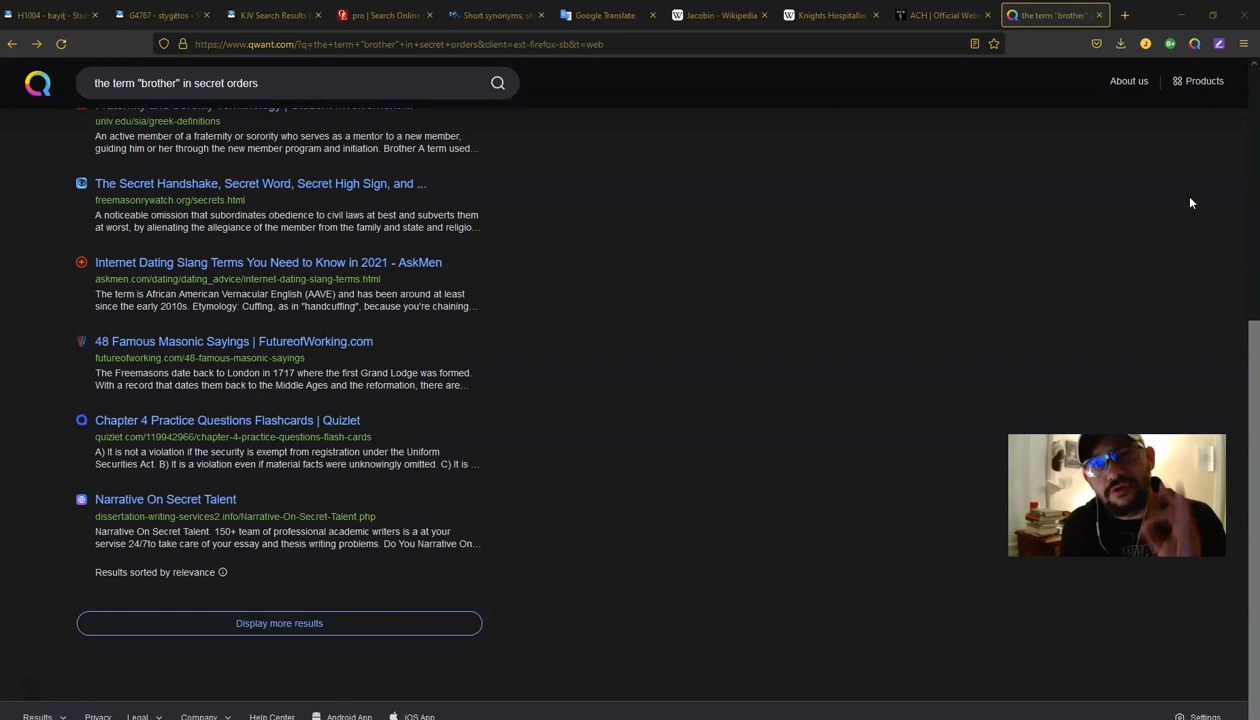 H1004 - bayiṯ - Stro
G4767 - stygētos - S
KJV Search Results f
pro | Search Online
Short synonyms, sh
Google Translate
Jacobin - Wikipedia
Knights Hospitaller
ACH | Official Webs
the term "brother"
https://www.qwant.com/?q=the+term+"brother"+in+secret+orders&client=ext-firefox-sb&t=web
the term "brother" in secret orders
About us
Products
univ.edu/sia/greek-definitions
An active member of a fraternity or sorority who serves as a mentor to a new member,
guiding him or her through the new member program and initiation. Brother A term used...
The Secret Handshake, Secret Word, Secret High Sign, and ...
freemasonrywatch.org/secrets.html
A noticeable omission that subordinates obedience to civil laws at best and subverts them
at worst, by alienating the allegiance of the member from the family and state and religio...
Internet Dating Slang Terms You Need to Know in 2021 - AskMen
askmen.com/dating/dating_advice/internet-dating-slang-terms.html
The term is African American Vernacular English (AAVE) and has been around at least
since the early 2010s. Etymology: Cuffing, as in "handcuffing", because you're chaining...
48 Famous Masonic Sayings | FutureofWorking.com
futureofworking.com/48-famous-masonic-sayings
The Freemasons date back to London in 1717 where the first Grand Lodge was formed.
With a record that dates them back to the Middle Ages and the reformation, there are...
Chapter 4 Practice Questions Flashcards | Quizlet
quizlet.com/119942966/chapter-4-practice-questions-flash-cards
A) It is not a violation if the security is exempt from registration under the Uniform
Securities Act. B) It is a violation even if material facts were unknowingly omitted. C) It is ...
Narrative On Secret Talent
dissertation-writing-services2.info/Narrative-On-Secret-Talent.php
Narrative On Secret Talent. 150+ team of professional academic writers is a at your
servise 24/7to take care of your essay and thesis writing problems. Do You Narrative On...
Results sorted by relevance
Display more results
Results
Privacy
Legal
Company
Help Center
Android App
iOS App
Settings